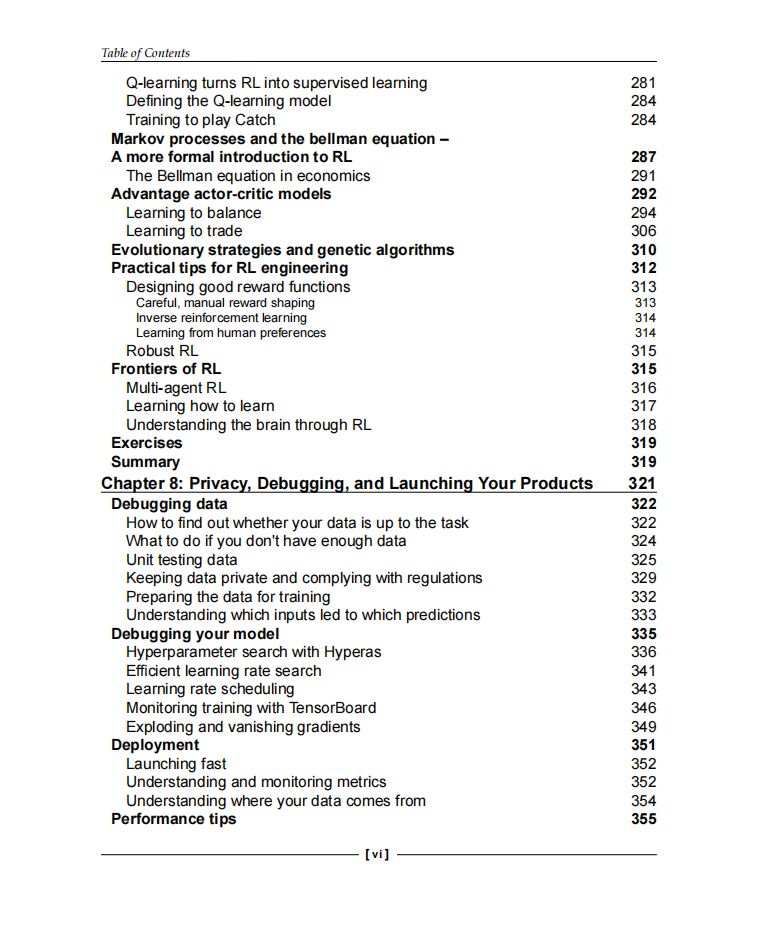 Table of Contents
Q-learning turns RL into supervised learning 281
Defining the Q-learning model 284
Training to play Catch 284
Markov processes and the bellman equation –
A more formal introduction to RL 287
The Bellman equation in economics 291
Advantage actor-critic models 292
Learning to balance 294
Learning to trade 306
Evolutionary strategies and genetic algorithms 310
Practical tips for RL engineering 312
Designing good reward functions 313
Careful, manual reward shaping 313
Inverse reinforcement learning 314
Learning from human preferences 314
Robust RL 315
Frontiers of RL 315
Multi-agent RL 316
Learning how to learn 317
Understanding the brain through RL 318
Exercises 319
Summary 319
Chapter 8: Privacy, Debugging, and Launching Your Products 321
Debugging data 322
How to find out whether your data is up to the task 322
What to do if you don't have enough data 324
Unit testing data 325
Keeping data private and complying with regulations 329
Preparing the data for training 332
Understanding which inputs led to which predictions 333
Debugging your model 335
Hyperparameter search with Hyperas 336
Efficient learning rate search 341
Learning rate scheduling 343
Monitoring training with TensorBoard 346
Exploding and vanishing gradients 349
Deployment 351
Launching fast 352
Understanding and monitoring metrics 352
Understanding where your data comes from 354
Performance tips 355
[ vi ]